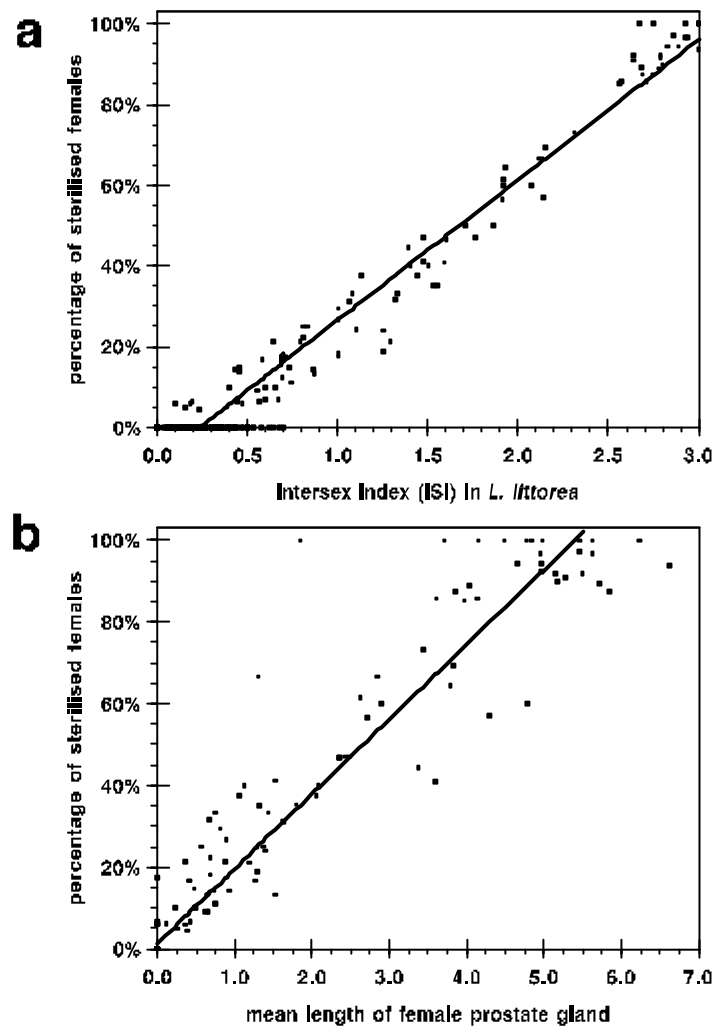 a
100%
80%
60%
40%
20%
0%
percentage of sterilised females
0.0 0.5 1.0 1.5 2.0 2.5 3.0
Intersex Index (ISI) in L. littorea
b
100%
80%
60%
40%
20%
0%
percentage of sterilised females
0.0 1.0 2.0 3.0 4.0 5.0 6.0 7.0
mean length of female prostate gland